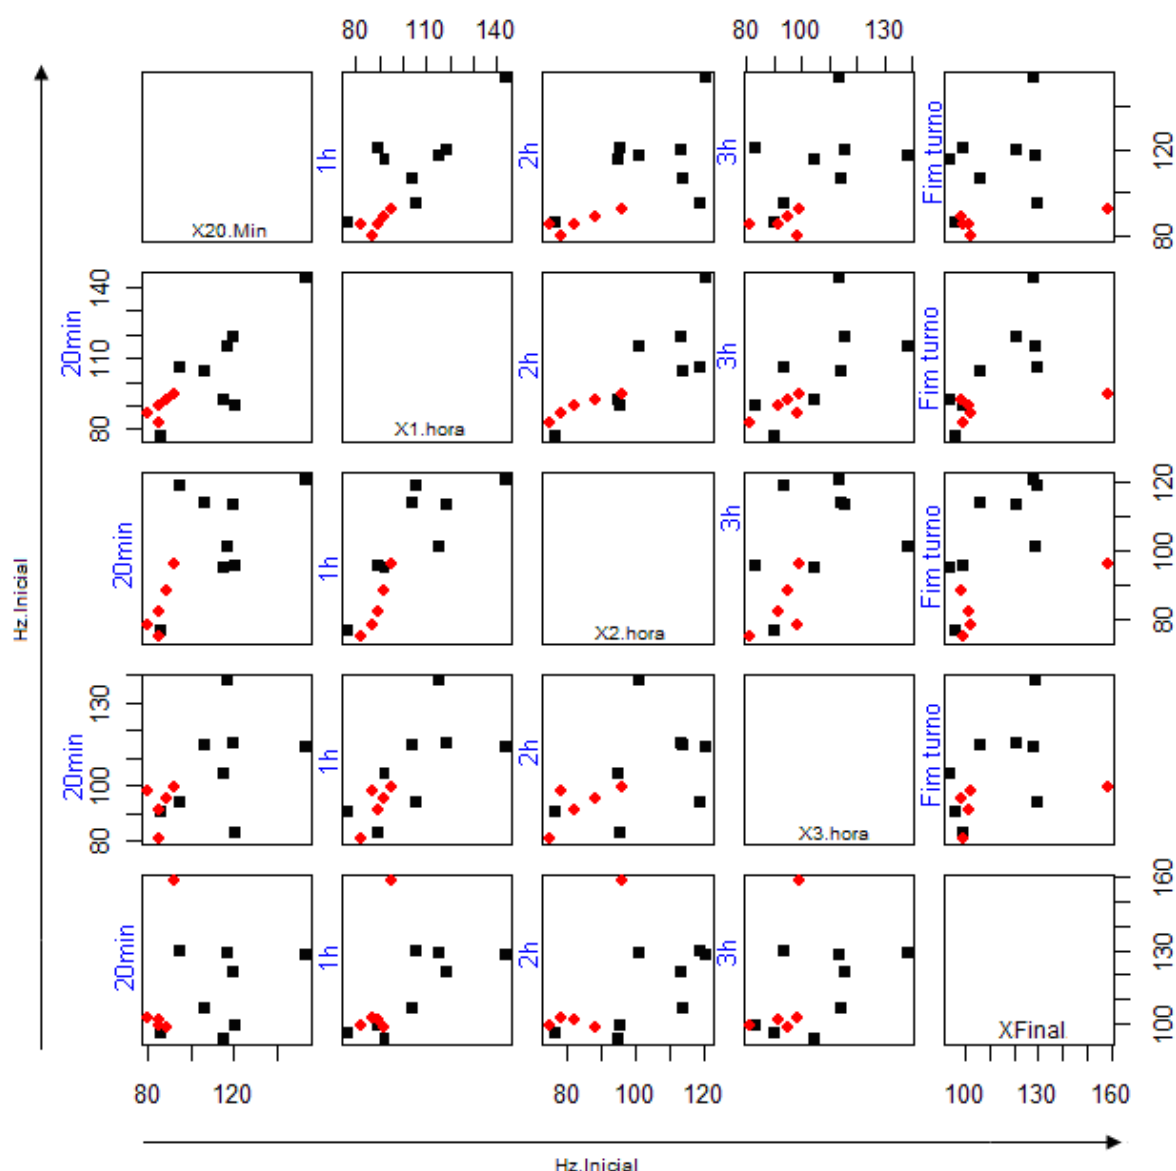 80 110 140 80 100 130
1h 2h 3h Fim turno
X20.Min
80 120
20min
80 110 140
2h 3h Fim turno
X1.hora
20min 1h 3h Fim turno
X2.hora
80 100 120
Hz.Inicial
20min
80 100 130
1h 2h Fim turno
X3.hora
20min 1h 2h 3h
XFinal
100 130 160
80 120 80 100 120 100 130 160
Hz.Inicial